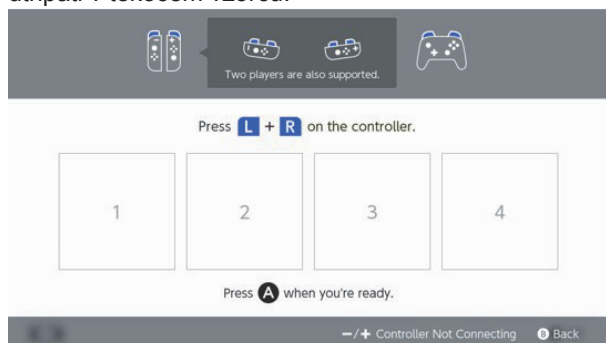 Two players are also supported.
Press L + R on the controller.
1 2 3 4
Press A when you're ready.
−/+ Controller Not Connecting B Back